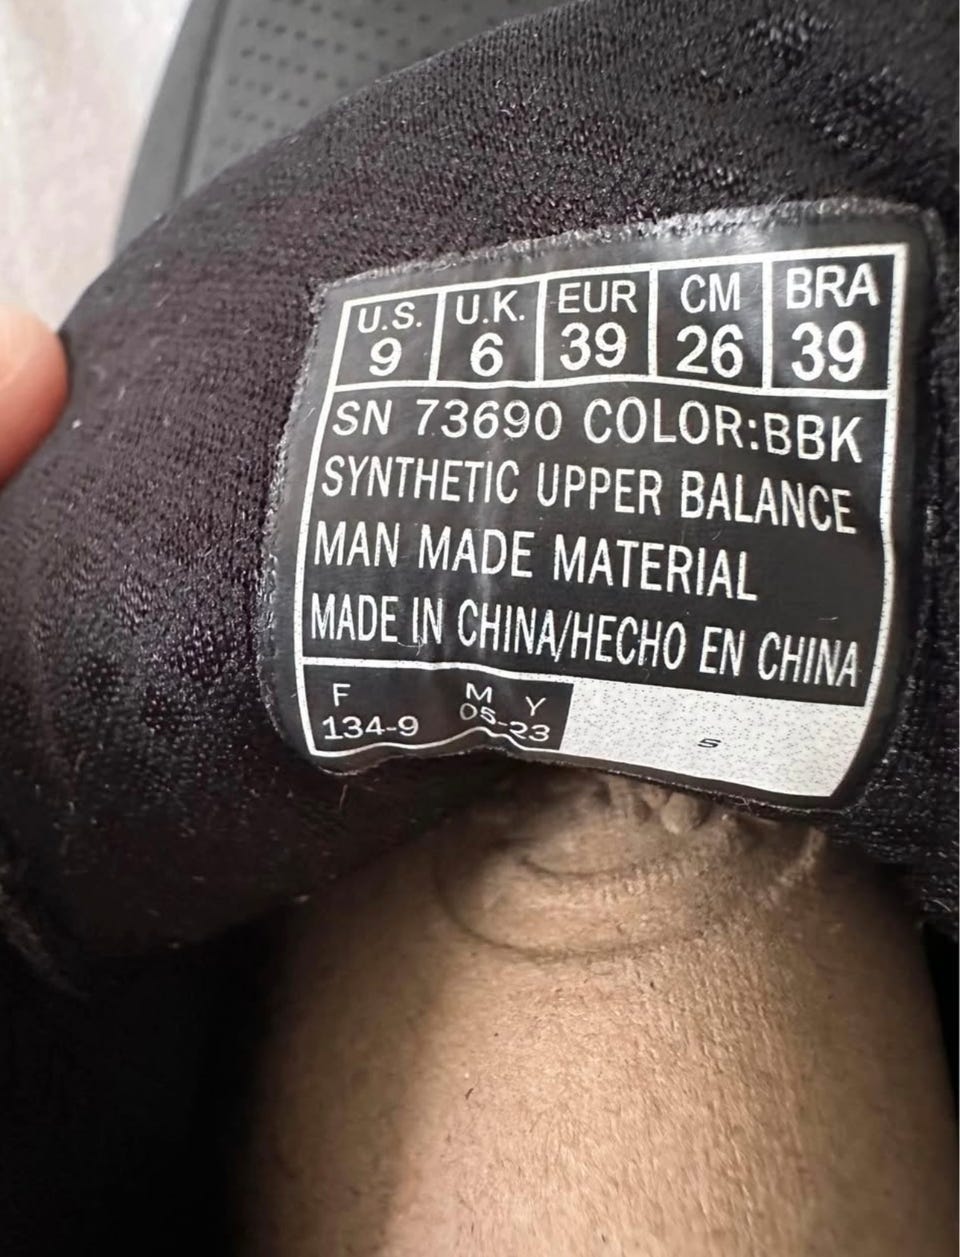 U.S. U.K. EUR CM BRA
9 6 39 26 39
SN 73690 COLOR:BBK
SYNTHETIC UPPER BALANCE
MAN MADE MATERIAL
MADE IN CHINA/HECHO EN CHINA
F M Y
134-9 05-23
5